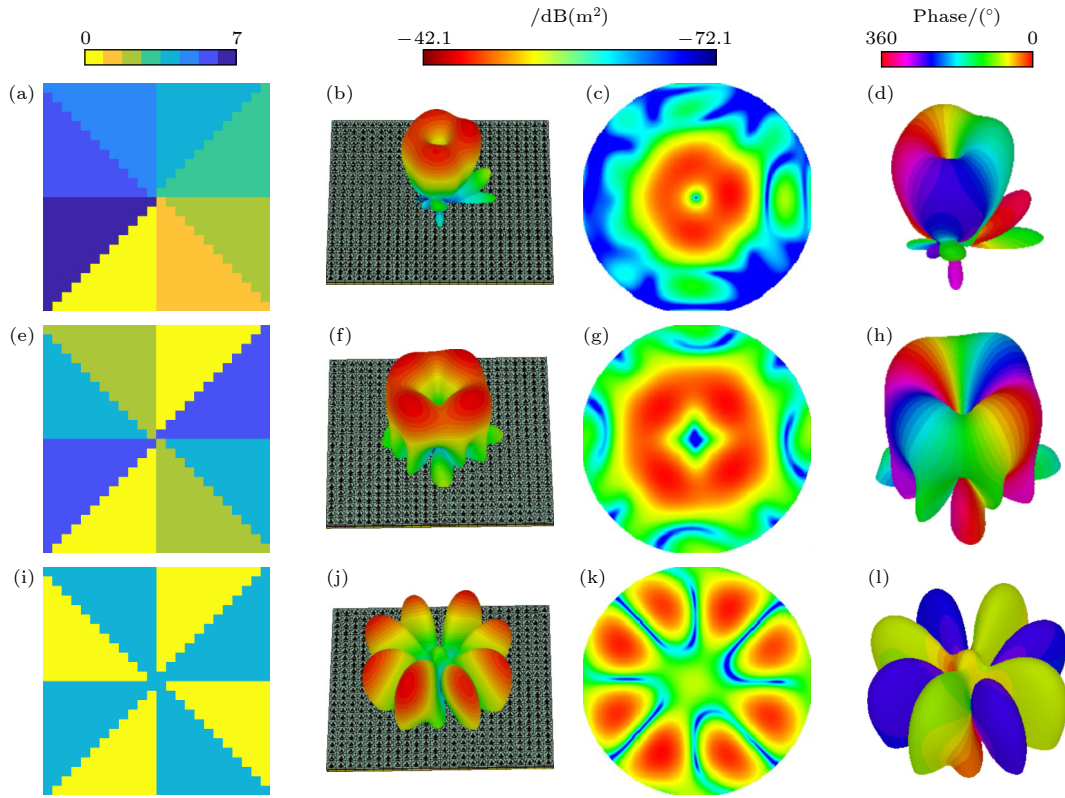 /dB(m²)
Phase/(°)
0 7
−42.1 −72.1
360 0
(a) (b) (c) (d)
(e) (f) (g) (h)
(i) (j) (k) (l)